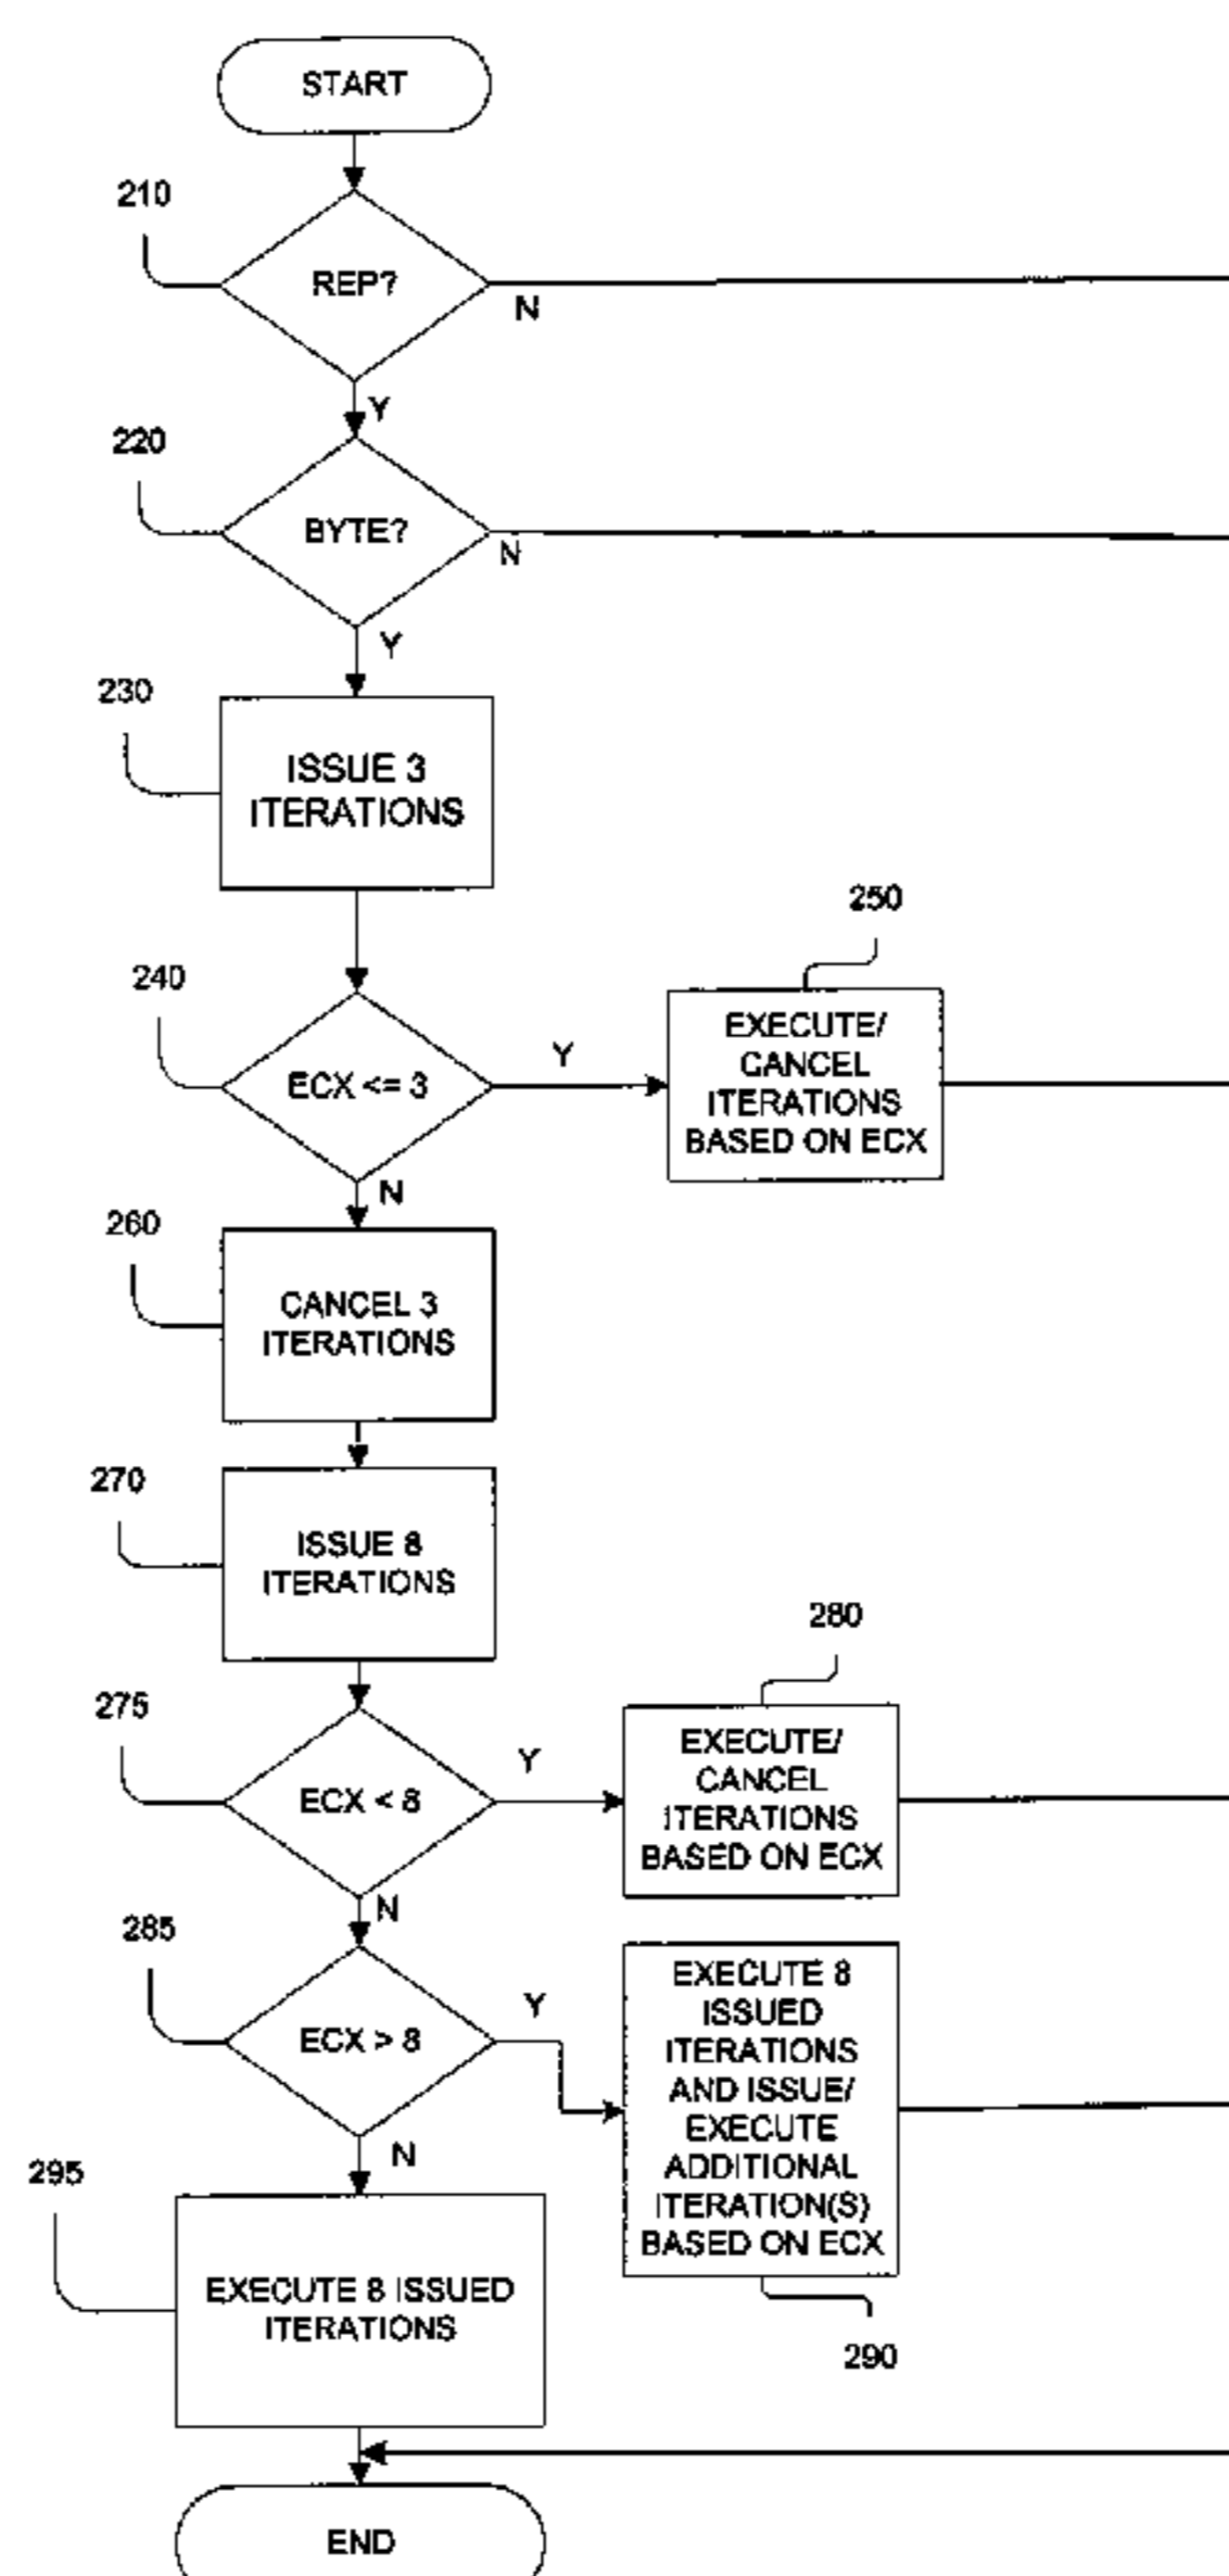 START
210
REP?
N
Y
220
BYTE?
N
Y
230
ISSUE 3
ITERATIONS
240
ECX <= 3
Y
250
EXECUTE/
CANCEL
ITERATIONS
BASED ON ECX
N
260
CANCEL 3
ITERATIONS
270
ISSUE 8
ITERATIONS
275
ECX < 8
Y
280
EXECUTE/
CANCEL
ITERATIONS
BASED ON ECX
N
285
ECX > 8
Y
EXECUTE 8
ISSUED
ITERATIONS
AND ISSUE/
EXECUTE
ADDITIONAL
ITERATION(S)
BASED ON ECX
290
N
295
EXECUTE 8 ISSUED
ITERATIONS
END